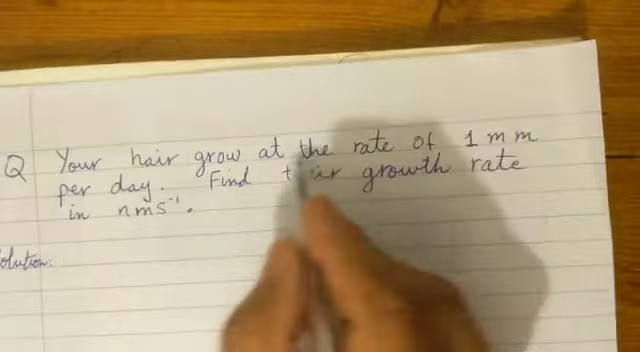 Q Your hair grow at the rate of 1 mm
per day. Find growth rate
in nms⁻¹.
olution: